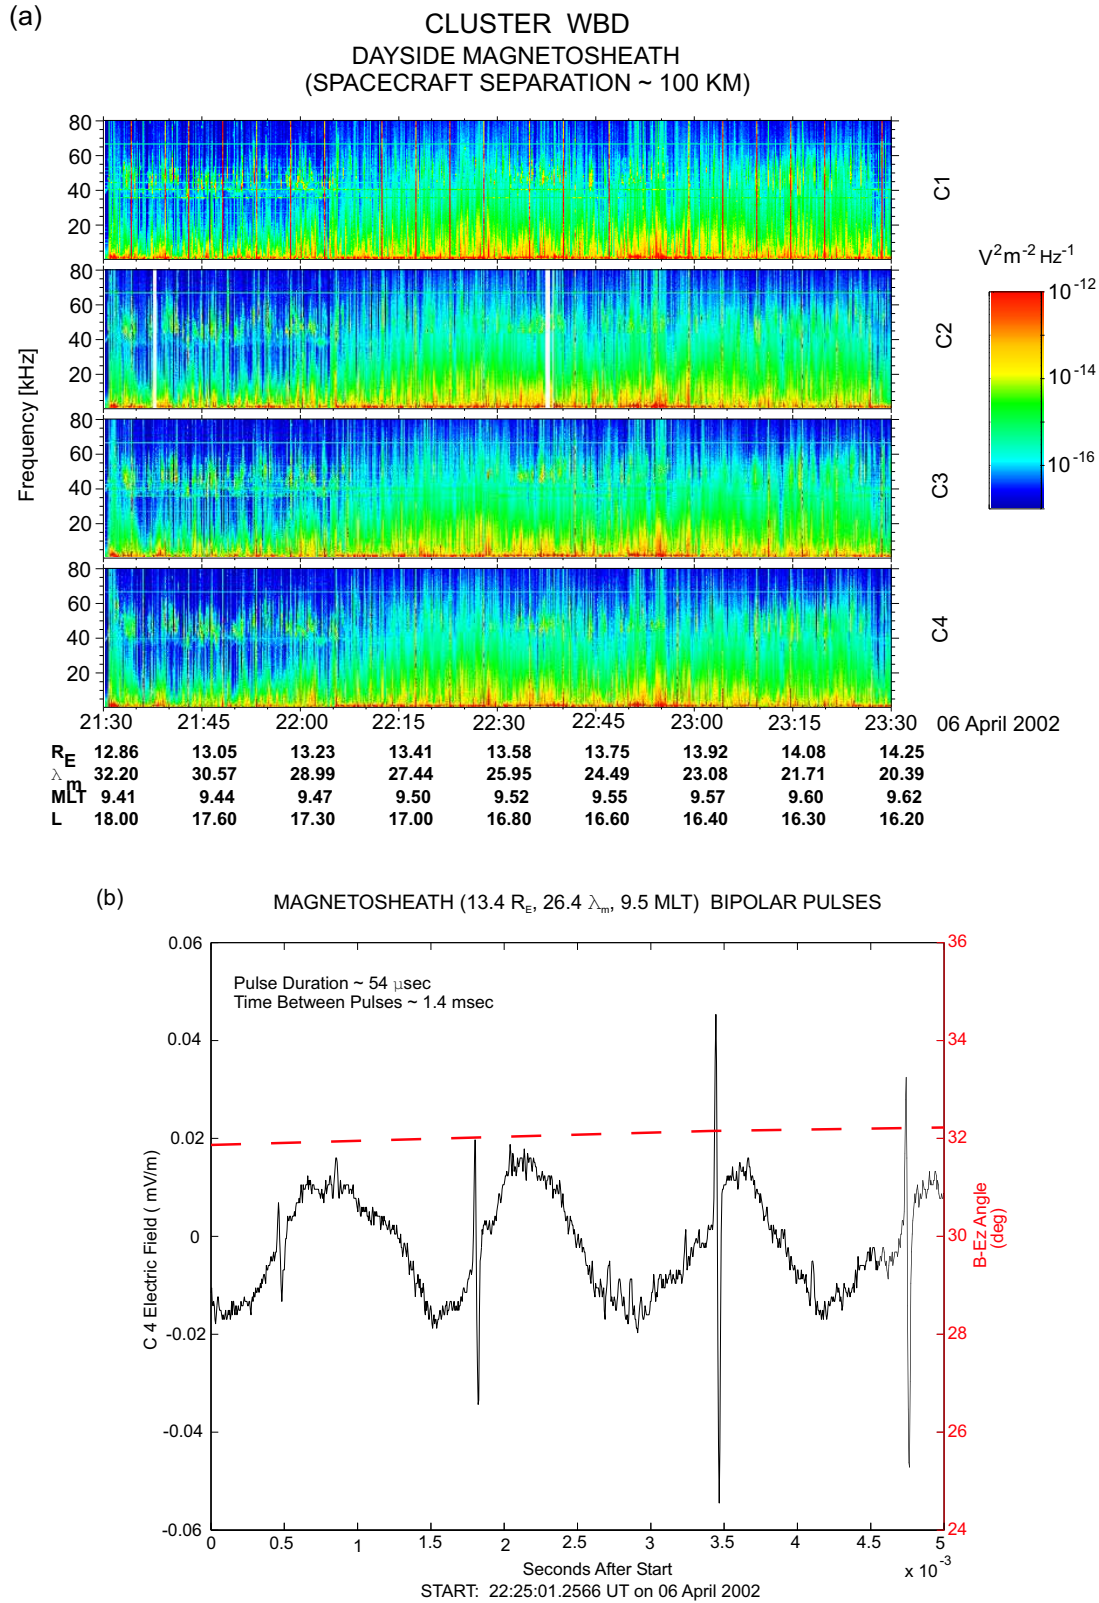 (a)
CLUSTER WBD
DAYSIDE MAGNETOSHEATH
(SPACECRAFT SEPARATION ~ 100 KM)
80
60
40
20
C1
80
60
40
20
C2
80
60
40
20
C3
80
60
40
20
C4
Frequency [kHz]
V²m⁻² Hz⁻¹
10⁻¹²
10⁻¹⁴
10⁻¹⁶
21:30 21:45 22:00 22:15 22:30 22:45 23:00 23:15 23:30 06 April 2002
R_E 12.86 13.05 13.23 13.41 13.58 13.75 13.92 14.08 14.25
λ_m 32.20 30.57 28.99 27.44 25.95 24.49 23.08 21.71 20.39
MLT 9.41 9.44 9.47 9.50 9.52 9.55 9.57 9.60 9.62
L 18.00 17.60 17.30 17.00 16.80 16.60 16.40 16.30 16.20
(b)
MAGNETOSHEATH (13.4 R_E, 26.4 λ_m, 9.5 MLT) BIPOLAR PULSES
Pulse Duration ~ 54 µsec
Time Between Pulses ~ 1.4 msec
0.06
0.04
0.02
0
-0.02
-0.04
-0.06
C 4 Electric Field ( mV/m)
36
34
32
30
28
26
24
B-Ez Angle
(deg)
0 0.5 1 1.5 2 2.5 3 3.5 4 4.5 5
Seconds After Start
x 10⁻³
START: 22:25:01.2566 UT on 06 April 2002